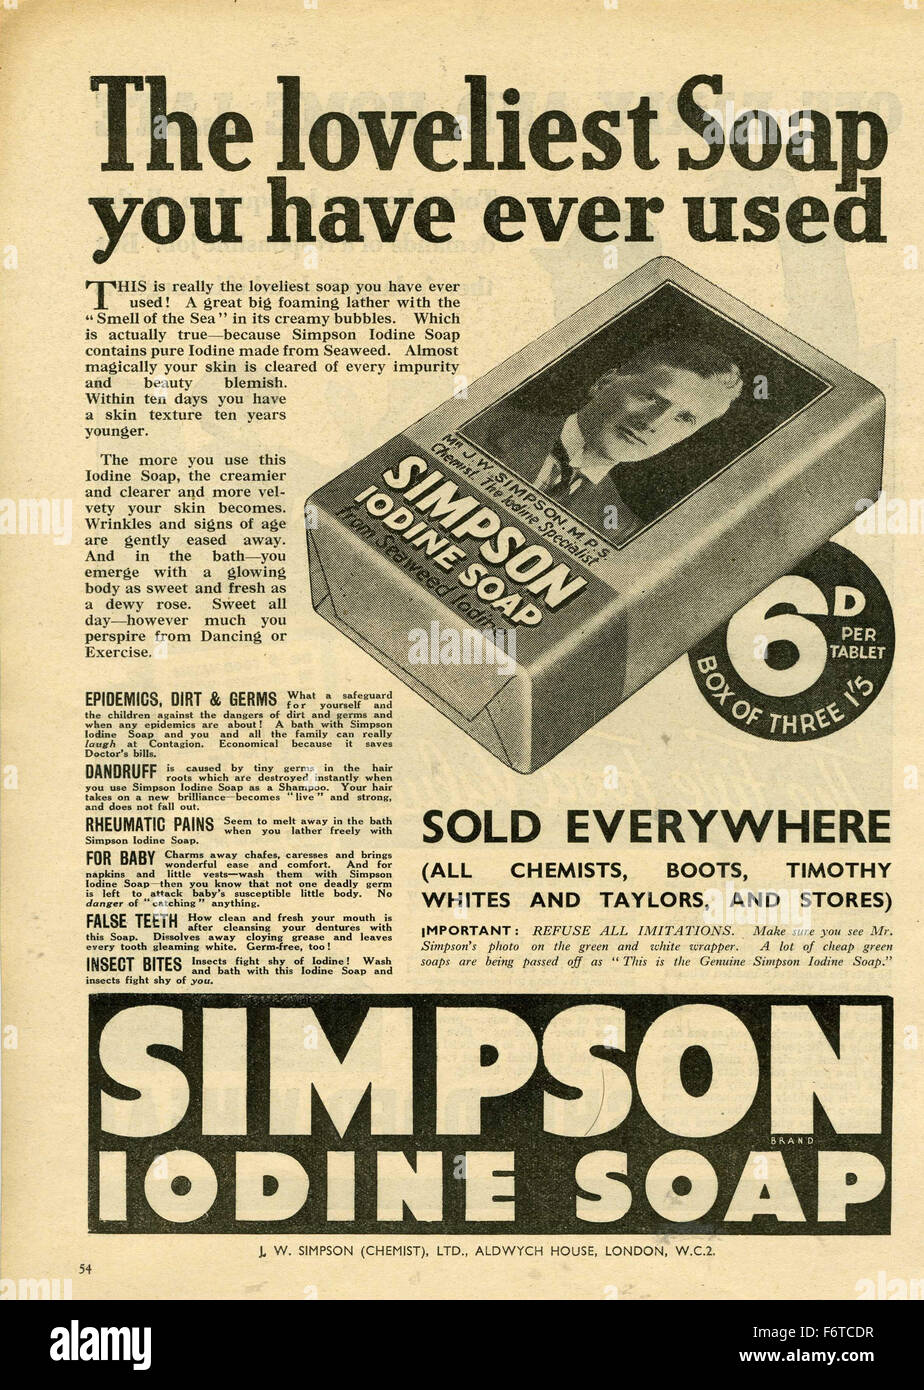 The loveliest Soap
you have ever used
THIS is really the loveliest soap you have ever
used! A great big foaming lather with the
"Smell of the Sea" in its creamy bubbles. Which
is actually true—because Simpson Iodine Soap
contains pure Iodine made from Seaweed. Almost
magically your skin is cleared of every impurity
and beauty blemish.
Within ten days you have
a skin texture ten years
younger.
The more you use this
Iodine Soap, the creamier
and clearer and more vel-
vety your skin becomes.
Wrinkles and signs of age
are gently eased away.
And in the bath—you
emerge with a glowing
body as sweet and fresh as
a dewy rose. Sweet all
day—however much you
perspire from Dancing or
Exercise.
MR J.W. SIMPSON. M.P.S.
Chemist. The Iodine Specialist
SIMPSON
IODINE SOAP
from Seaweed Iodine
6D
PER
TABLET
BOX OF THREE 1'5
EPIDEMICS, DIRT & GERMS What a safeguard
for yourself and
the children against the dangers of dirt and germs and
when any epidemics are about! A bath with Simpson
Iodine Soap and you and all the family can really
laugh at Contagion. Economical because it saves
Doctor's bills.
DANDRUFF is caused by tiny germs in the hair
roots which are destroyed instantly when
you use Simpson Iodine Soap as a Shampoo. Your hair
takes on a new brilliance—becomes "live" and strong,
and does not fall out.
RHEUMATIC PAINS Seem to melt away in the bath
when you lather freely with
Simpson Iodine Soap.
FOR BABY Charms away chafes, caresses and brings
wonderful ease and comfort. And for
napkins and little vests—wash them with Simpson
Iodine Soap—then you know that not one deadly germ
is left to attack baby's susceptible little body. No
danger of "catching" anything.
FALSE TEETH How clean and fresh your mouth is
after cleansing your dentures with
this Soap. Dissolves away cloying grease and leaves
every tooth gleaming white. Germ-free, too!
INSECT BITES Insects fight shy of Iodine! Wash
and bath with this Iodine Soap and
insects fight shy of you.
SOLD EVERYWHERE
(ALL CHEMISTS, BOOTS, TIMOTHY
WHITES AND TAYLORS, AND STORES)
IMPORTANT: REFUSE ALL IMITATIONS. Make sure you see Mr.
Simpson's photo on the green and white wrapper. A lot of cheap green
soaps are being passed off as "This is the Genuine Simpson Iodine Soap."
SIMPSON
BRAND
IODINE SOAP
J. W. SIMPSON (CHEMIST), LTD., ALDWYCH HOUSE, LONDON, W.C.2.
54
alamy
Image ID: F6TCDR
www.alamy.com